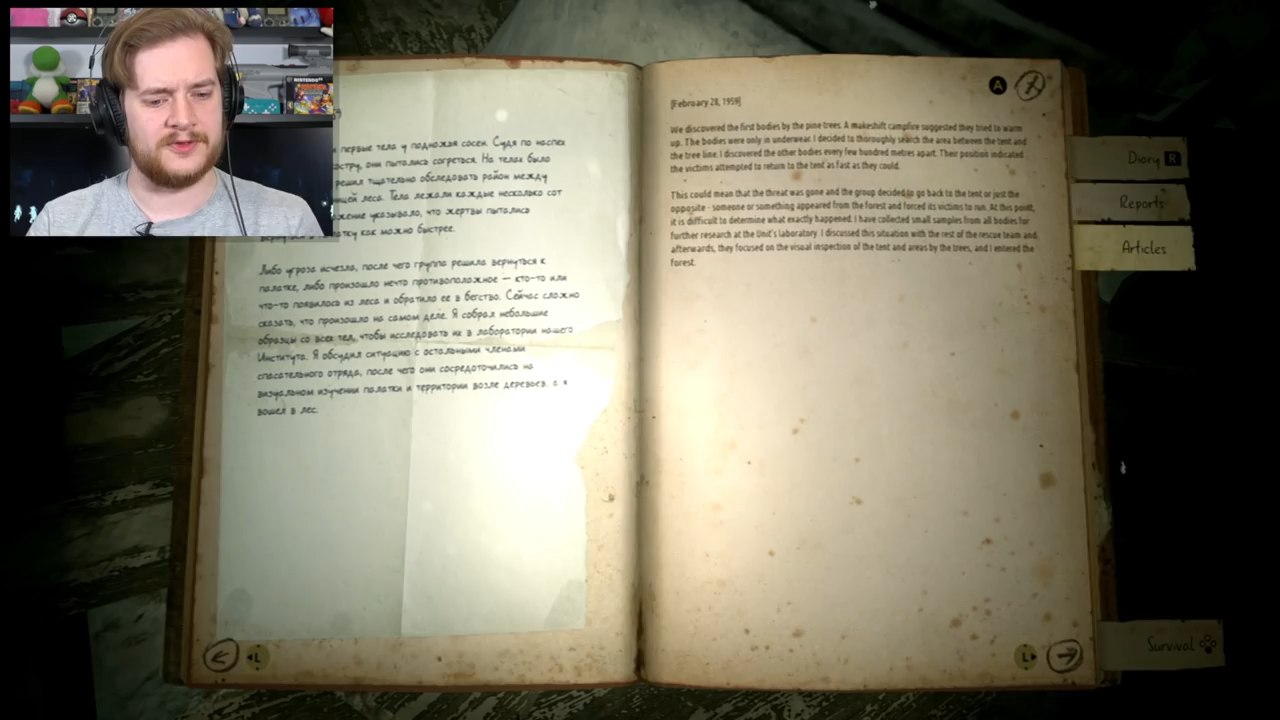 и первые тела у подножая сосен. Судя по наспех
остру, они пытались согреться. На телах было
решил тщательно обследовать район между
ницей леса. Тела лежали каждые несколько сот
жение указывало, что жертвы пытались
вернуться в палатку как можно быстрее.
Либо угроза исчезла, после чего группа решила вернуться к
палатке, либо произошло нечто противоположное — кто-то или
что-то появилось из леса и обратило ее в бегство. Сейчас сложно
сказать, что произошло на самом деле. Я собрал небольшие
образцы со всех тел, чтобы исследовать их в лаборатории нашего
Института. Я обсудил ситуацию с остальными членами
спасательного отряда, после чего они сосредоточились на
визуальном изучении палатки и территории возле деревьев, а я
вошел в лес.
[February 28, 1959]
We discovered the first bodies by the pine trees. A makeshift campfire suggested they tried to warm
up. The bodies were only in underwear. I decided to thoroughly search the area between the tent and
the tree line. I discovered the other bodies every few hundred metres apart. Their position indicated
the victims attempted to return to the tent as fast as they could.
This could mean that the threat was gone and the group decided to go back to the tent or just the
opposite - someone or something appeared from the forest and forced its victims to run. At this point,
it is difficult to determine what exactly happened. I have collected small samples from all bodies for
further research at the Unit's laboratory. I discussed this situation with the rest of the rescue team and
afterwards, they focused on the visual inspection of the tent and areas by the trees, and I entered the
forest.
A
Diary R
Reports
Articles
Survival
L
L
NINTENDO